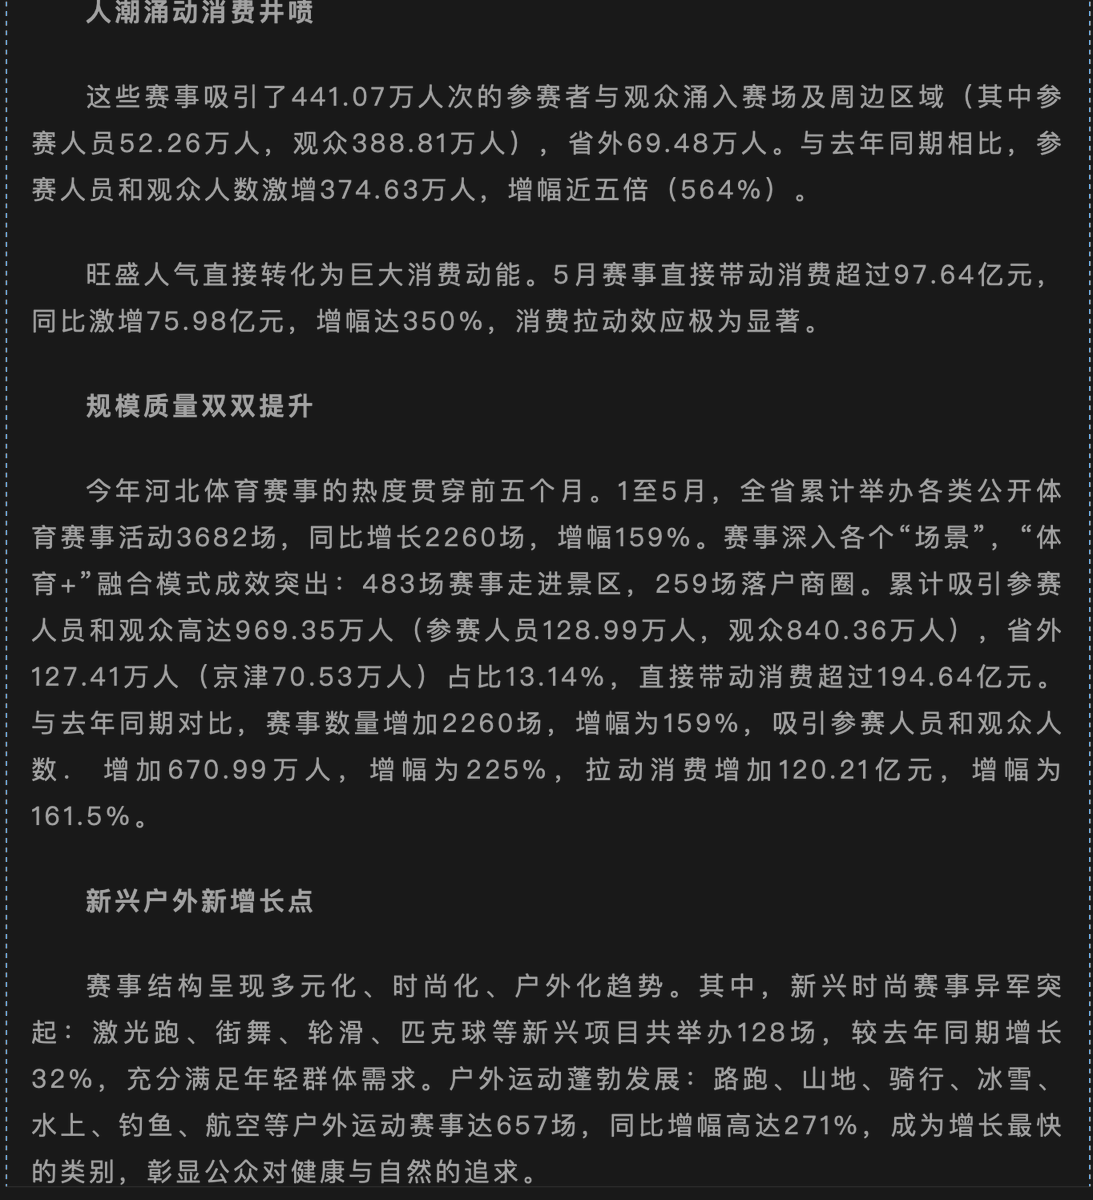 人潮涌动消费井喷
这些赛事吸引了441.07万人次的参赛者与观众涌入赛场及周边区域（其中参
赛人员52.26万人，观众388.81万人），省外69.48万人。与去年同期相比，参
赛人员和观众人数激增374.63万人，增幅近五倍（564%）。
旺盛人气直接转化为巨大消费动能。5月赛事直接带动消费超过97.64亿元，
同比激增75.98亿元，增幅达350%，消费拉动效应极为显著。
规模质量双双提升
今年河北体育赛事的热度贯穿前五个月。1至5月，全省累计举办各类公开体
育赛事活动3682场，同比增长2260场，增幅159%。赛事深入各个“场景”，“体
育+”融合模式成效突出：483场赛事走进景区，259场落户商圈。累计吸引参赛
人员和观众高达969.35万人（参赛人员128.99万人，观众840.36万人），省外
127.41万人（京津70.53万人）占比13.14%，直接带动消费超过194.64亿元。
与去年同期对比，赛事数量增加2260场，增幅为159%，吸引参赛人员和观众人
数． 增加670.99万人，增幅为225%，拉动消费增加120.21亿元，增幅为
161.5%。
新兴户外新增长点
赛事结构呈现多元化、时尚化、户外化趋势。其中，新兴时尚赛事异军突
起：激光跑、街舞、轮滑、匹克球等新兴项目共举办128场，较去年同期增长
32%，充分满足年轻群体需求。户外运动蓬勃发展：路跑、山地、骑行、冰雪、
水上、钓鱼、航空等户外运动赛事达657场，同比增幅高达271%，成为增长最快
的类别，彰显公众对健康与自然的追求。